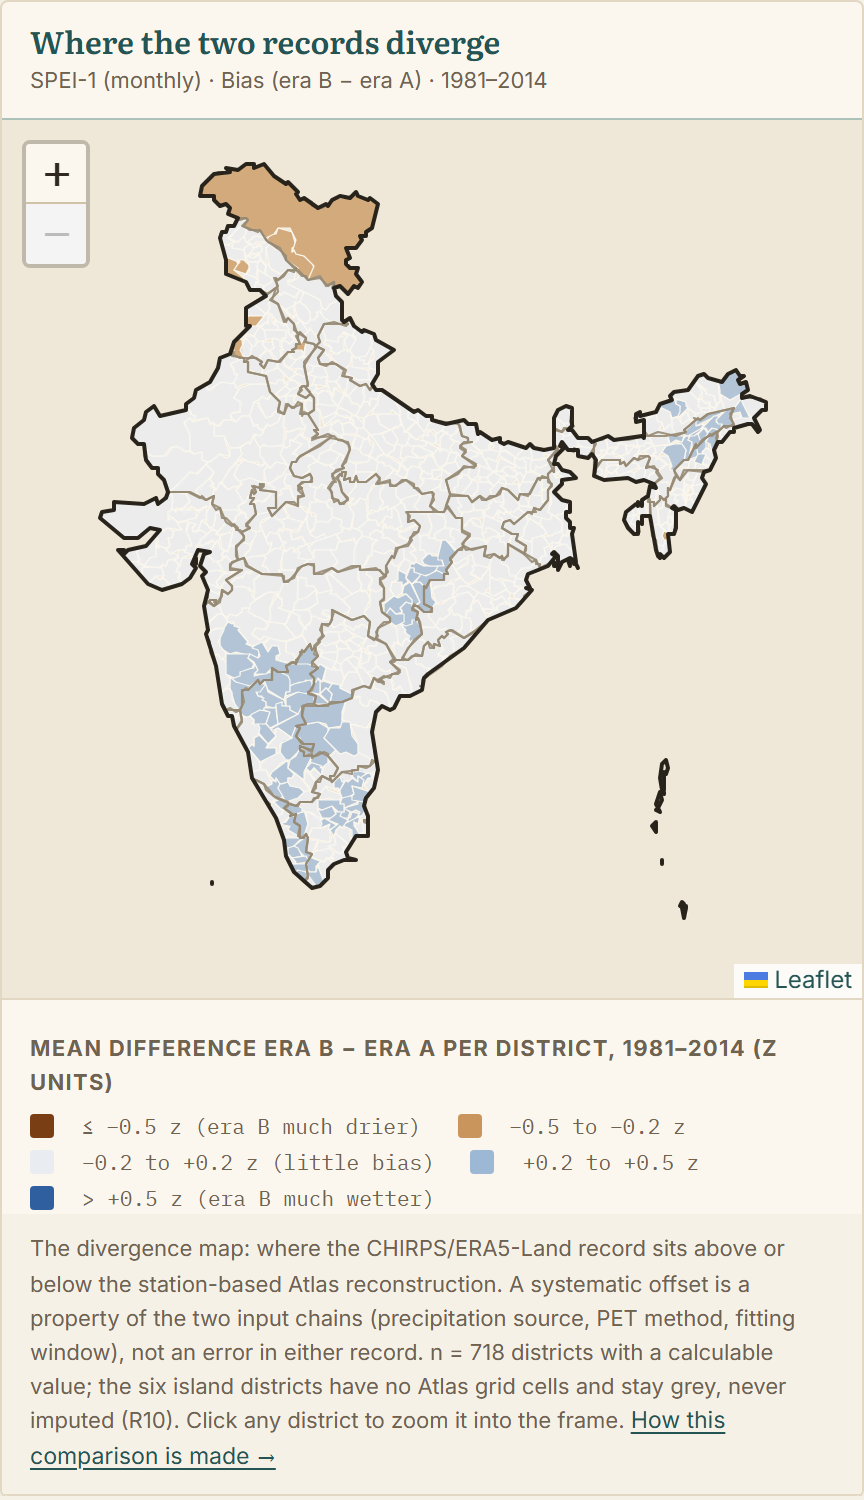 Where the two records diverge
SPEI-1 (monthly) · Bias (era B − era A) · 1981–2014
+
−
Leaflet
MEAN DIFFERENCE ERA B − ERA A PER DISTRICT, 1981–2014 (Z
UNITS)
≤ −0.5 z (era B much drier) −0.5 to −0.2 z
−0.2 to +0.2 z (little bias) +0.2 to +0.5 z
> +0.5 z (era B much wetter)
The divergence map: where the CHIRPS/ERA5-Land record sits above or
below the station-based Atlas reconstruction. A systematic offset is a
property of the two input chains (precipitation source, PET method, fitting
window), not an error in either record. n = 718 districts with a calculable
value; the six island districts have no Atlas grid cells and stay grey, never
imputed (R10). Click any district to zoom it into the frame. How this
comparison is made →